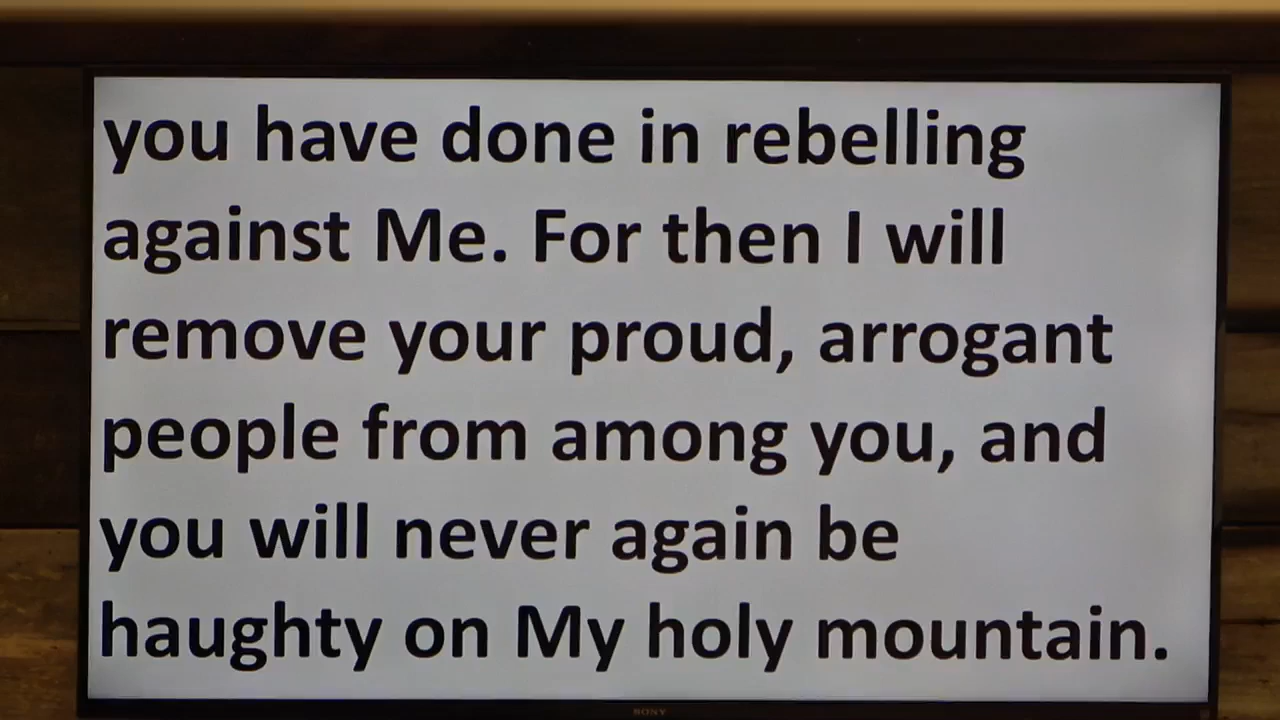 you have done in rebelling
against Me. For then I will
remove your proud, arrogant
people from among you, and
you will never again be
haughty on My holy mountain.
SONY